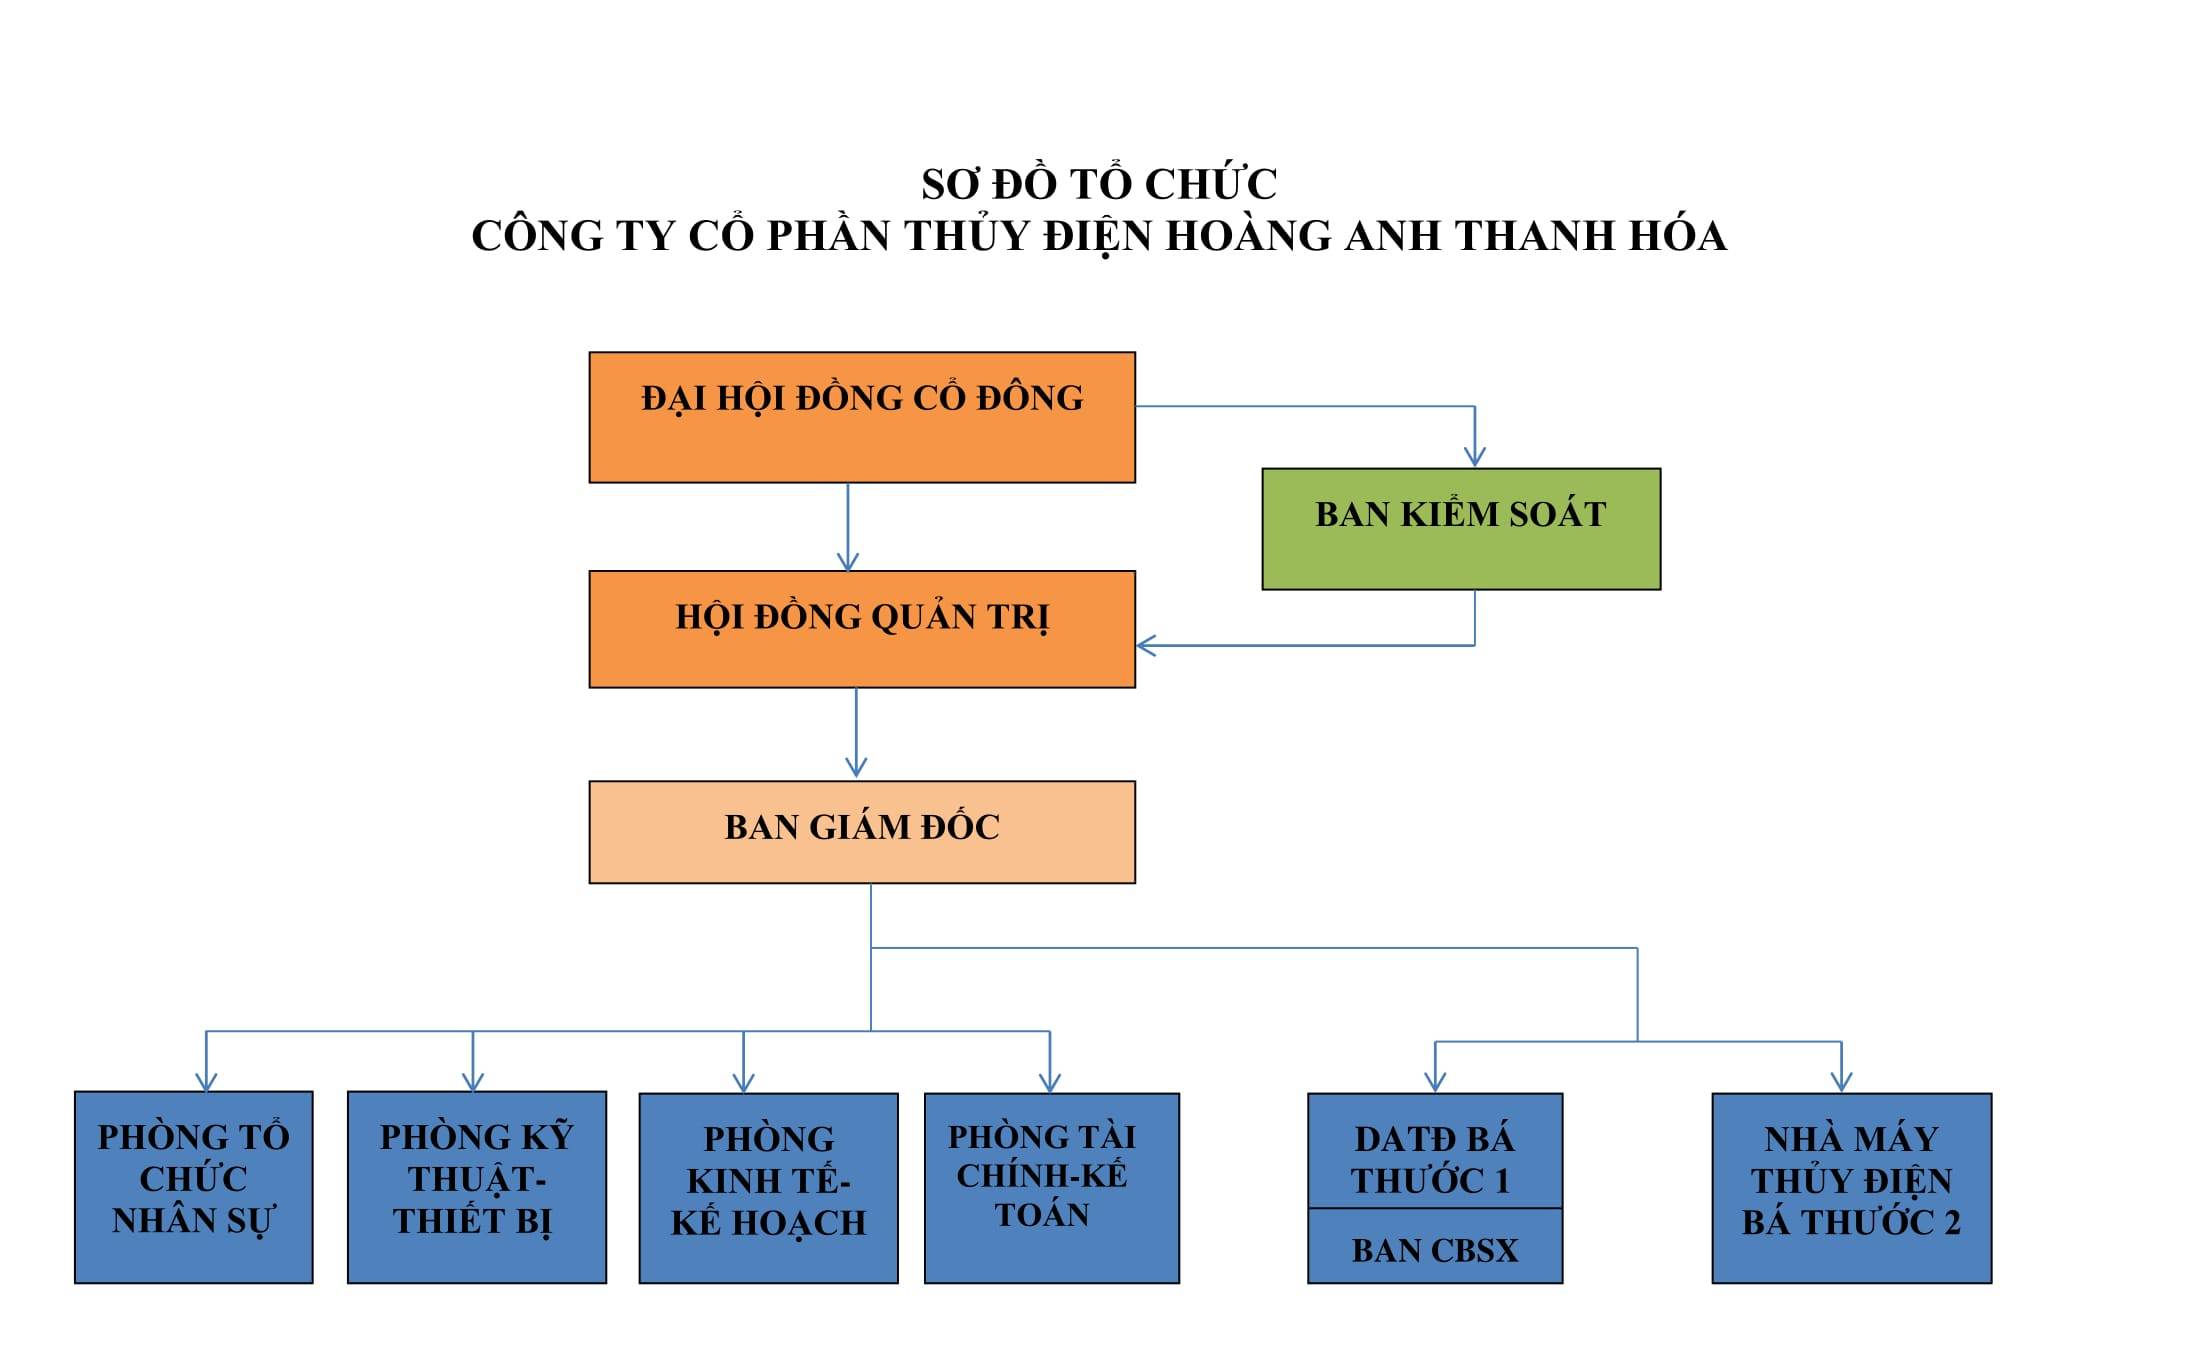 SƠ ĐỒ TỔ CHỨC
CÔNG TY CỔ PHẦN THỦY ĐIỆN HOÀNG ANH THANH HÓA
ĐẠI HỘI ĐỒNG CỔ ĐÔNG
BAN KIỂM SOÁT
HỘI ĐỒNG QUẢN TRỊ
BAN GIÁM ĐỐC
PHÒNG TỔ
CHỨC
NHÂN SỰ
PHÒNG KỸ
THUẬT-
THIẾT BỊ
PHÒNG
KINH TẾ-
KẾ HOẠCH
PHÒNG TÀI
CHÍNH-KẾ
TOÁN
DATĐ BÁ
THƯỚC 1
BAN CBSX
NHÀ MÁY
THỦY ĐIỆN
BÁ THƯỚC 2